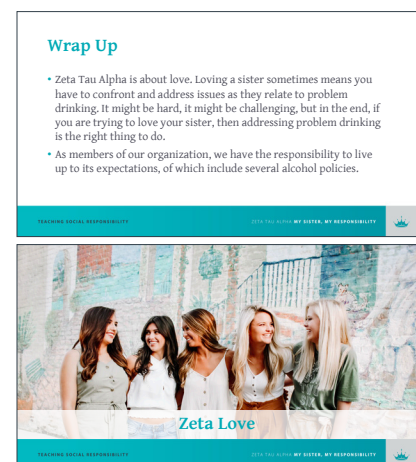 Wrap Up
• Zeta Tau Alpha is about love. Loving a sister sometimes means you
have to confront and address issues as they relate to problem
drinking. It might be hard, it might be challenging, but in the end, if
you are trying to love your sister, then addressing problem drinking
is the right thing to do.
• As members of our organization, we have the responsibility to live
up to its expectations, of which include several alcohol policies.
TEACHING SOCIAL RESPONSIBILITY
ZETA TAU ALPHA MY SISTER, MY RESPONSIBILITY
Zeta Love
TEACHING SOCIAL RESPONSIBILITY
ZETA TAU ALPHA MY SISTER, MY RESPONSIBILITY